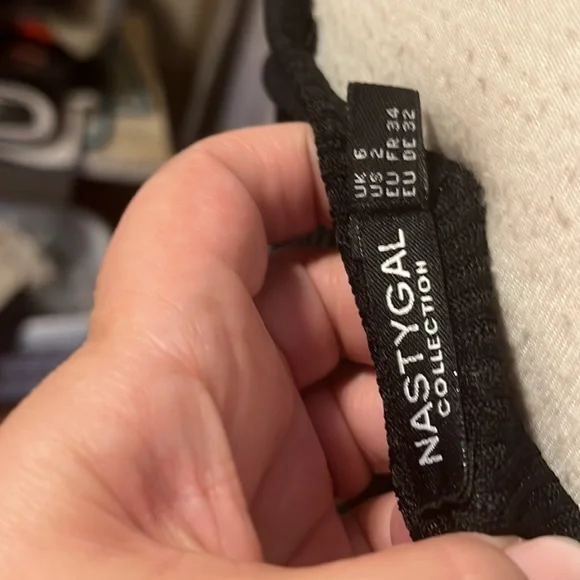 UK 6
US 2
EU FR 34
EU DE 32
NASTYGAL
COLLECTION